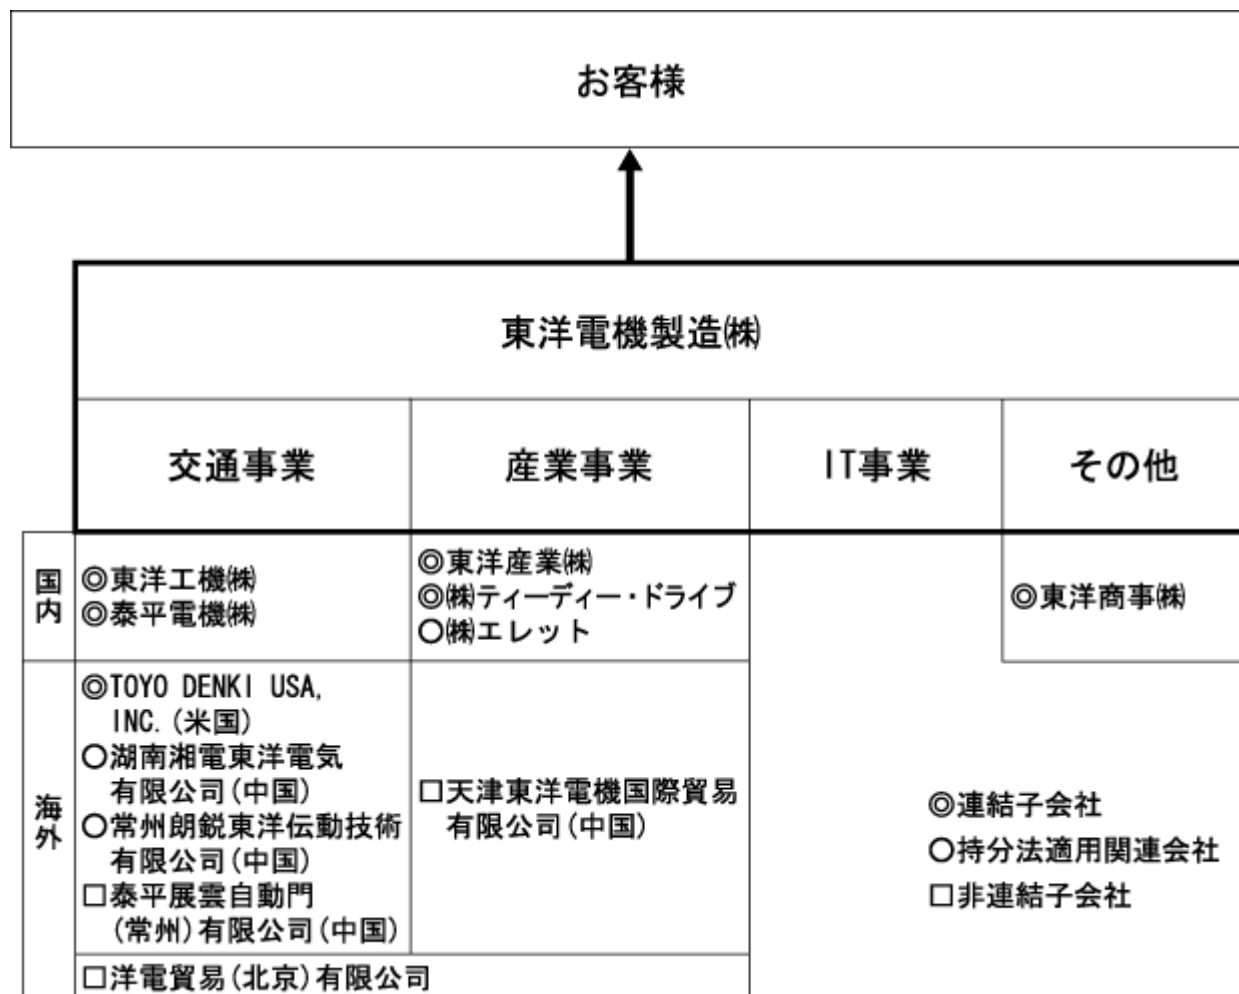 お客様
東洋電機製造㈱
交通事業
産業事業
IT事業
その他
国内
◎東洋工機㈱
◎泰平電機㈱
◎東洋産業㈱
◎㈱ティーディー・ドライブ
○㈱エレット
◎東洋商事㈱
海外
◎TOYO DENKI USA,
INC.(米国)
○湖南湘電東洋電気
有限公司(中国)
○常州朗鋭東洋伝動技術
有限公司(中国)
□泰平展雲自動門
(常州)有限公司(中国)
□天津東洋電機国際貿易
有限公司(中国)
□洋電貿易(北京)有限公司
◎連結子会社
○持分法適用関連会社
□非連結子会社